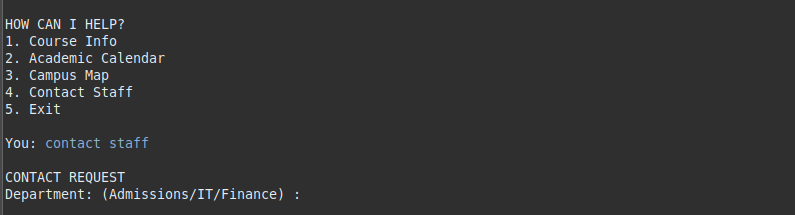 HOW CAN I HELP?
1. Course Info
2. Academic Calendar
3. Campus Map
4. Contact Staff
5. Exit
You: contact staff
CONTACT REQUEST
Department: (Admissions/IT/Finance) :